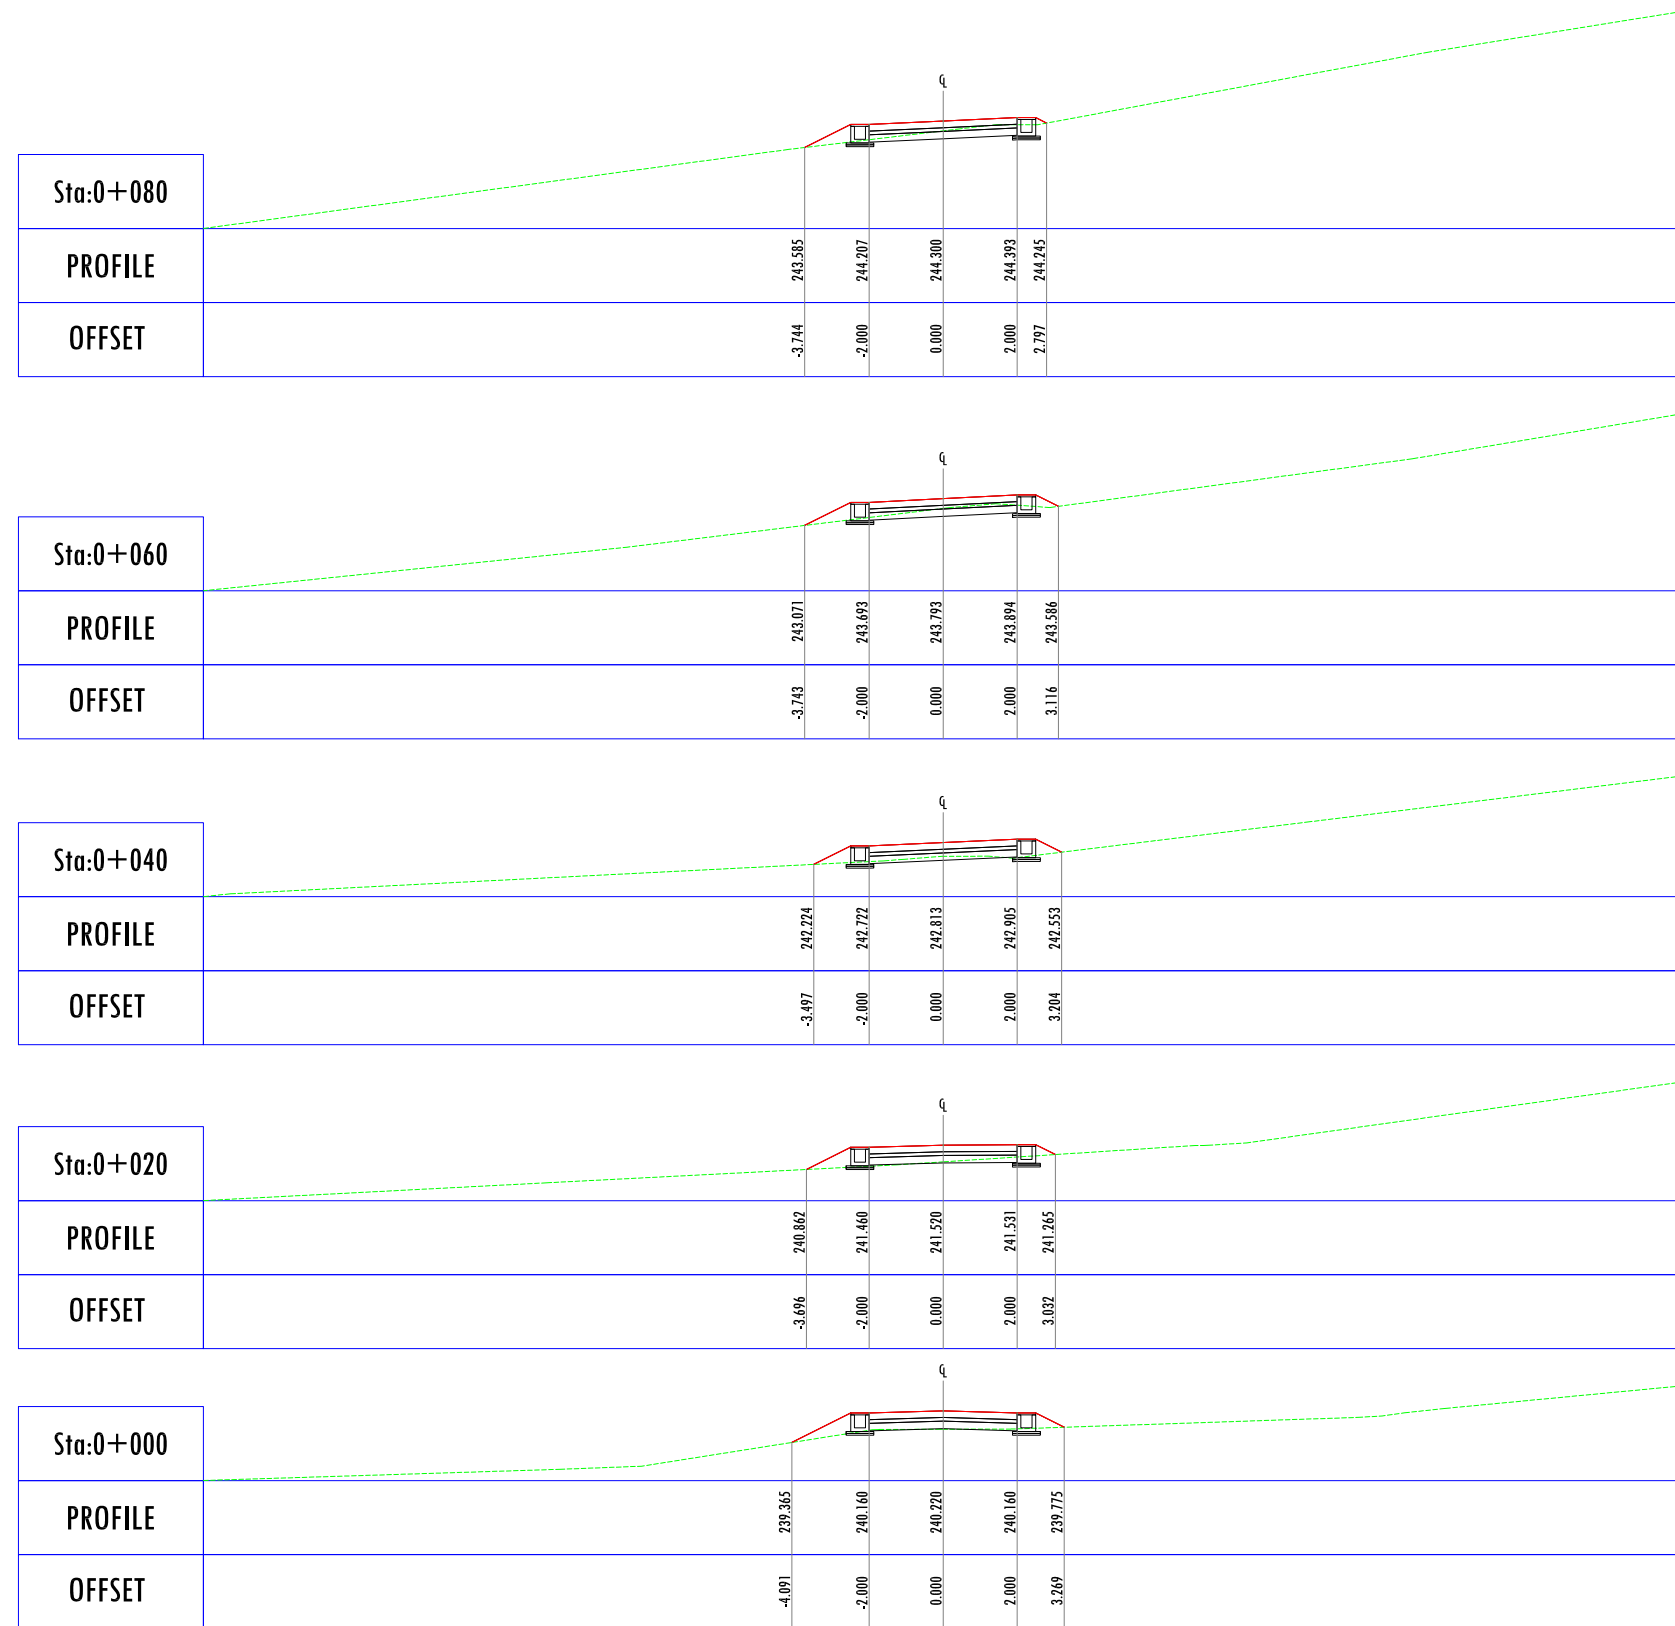 ℄
Sta:0+080
PROFILE
243.585 244.207 244.300 244.393 244.245
OFFSET
-3.744 -2.000 0.000 2.000 2.797
℄
Sta:0+060
PROFILE
243.071 243.693 243.793 243.894 243.586
OFFSET
-3.743 -2.000 0.000 2.000 3.116
℄
Sta:0+040
PROFILE
242.224 242.722 242.813 242.905 242.553
OFFSET
-3.497 -2.000 0.000 2.000 3.204
℄
Sta:0+020
PROFILE
240.862 241.460 241.520 241.531 241.265
OFFSET
-3.696 -2.000 0.000 2.000 3.032
℄
Sta:0+000
PROFILE
239.365 240.160 240.220 240.160 239.775
OFFSET
-4.091 -2.000 0.000 2.000 3.269